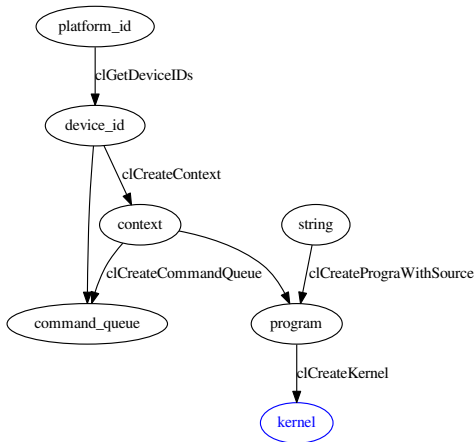 platform_id
clGetDeviceIDs
device_id
clCreateContext
context
string
clCreateCommandQueue
clCreatePrograWithSource
command_queue
program
clCreateKernel
kernel